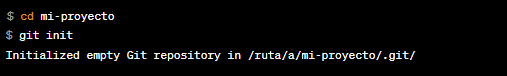 $ cd mi-proyecto
$ git init
Initialized empty Git repository in /ruta/a/mi-proyecto/.git/